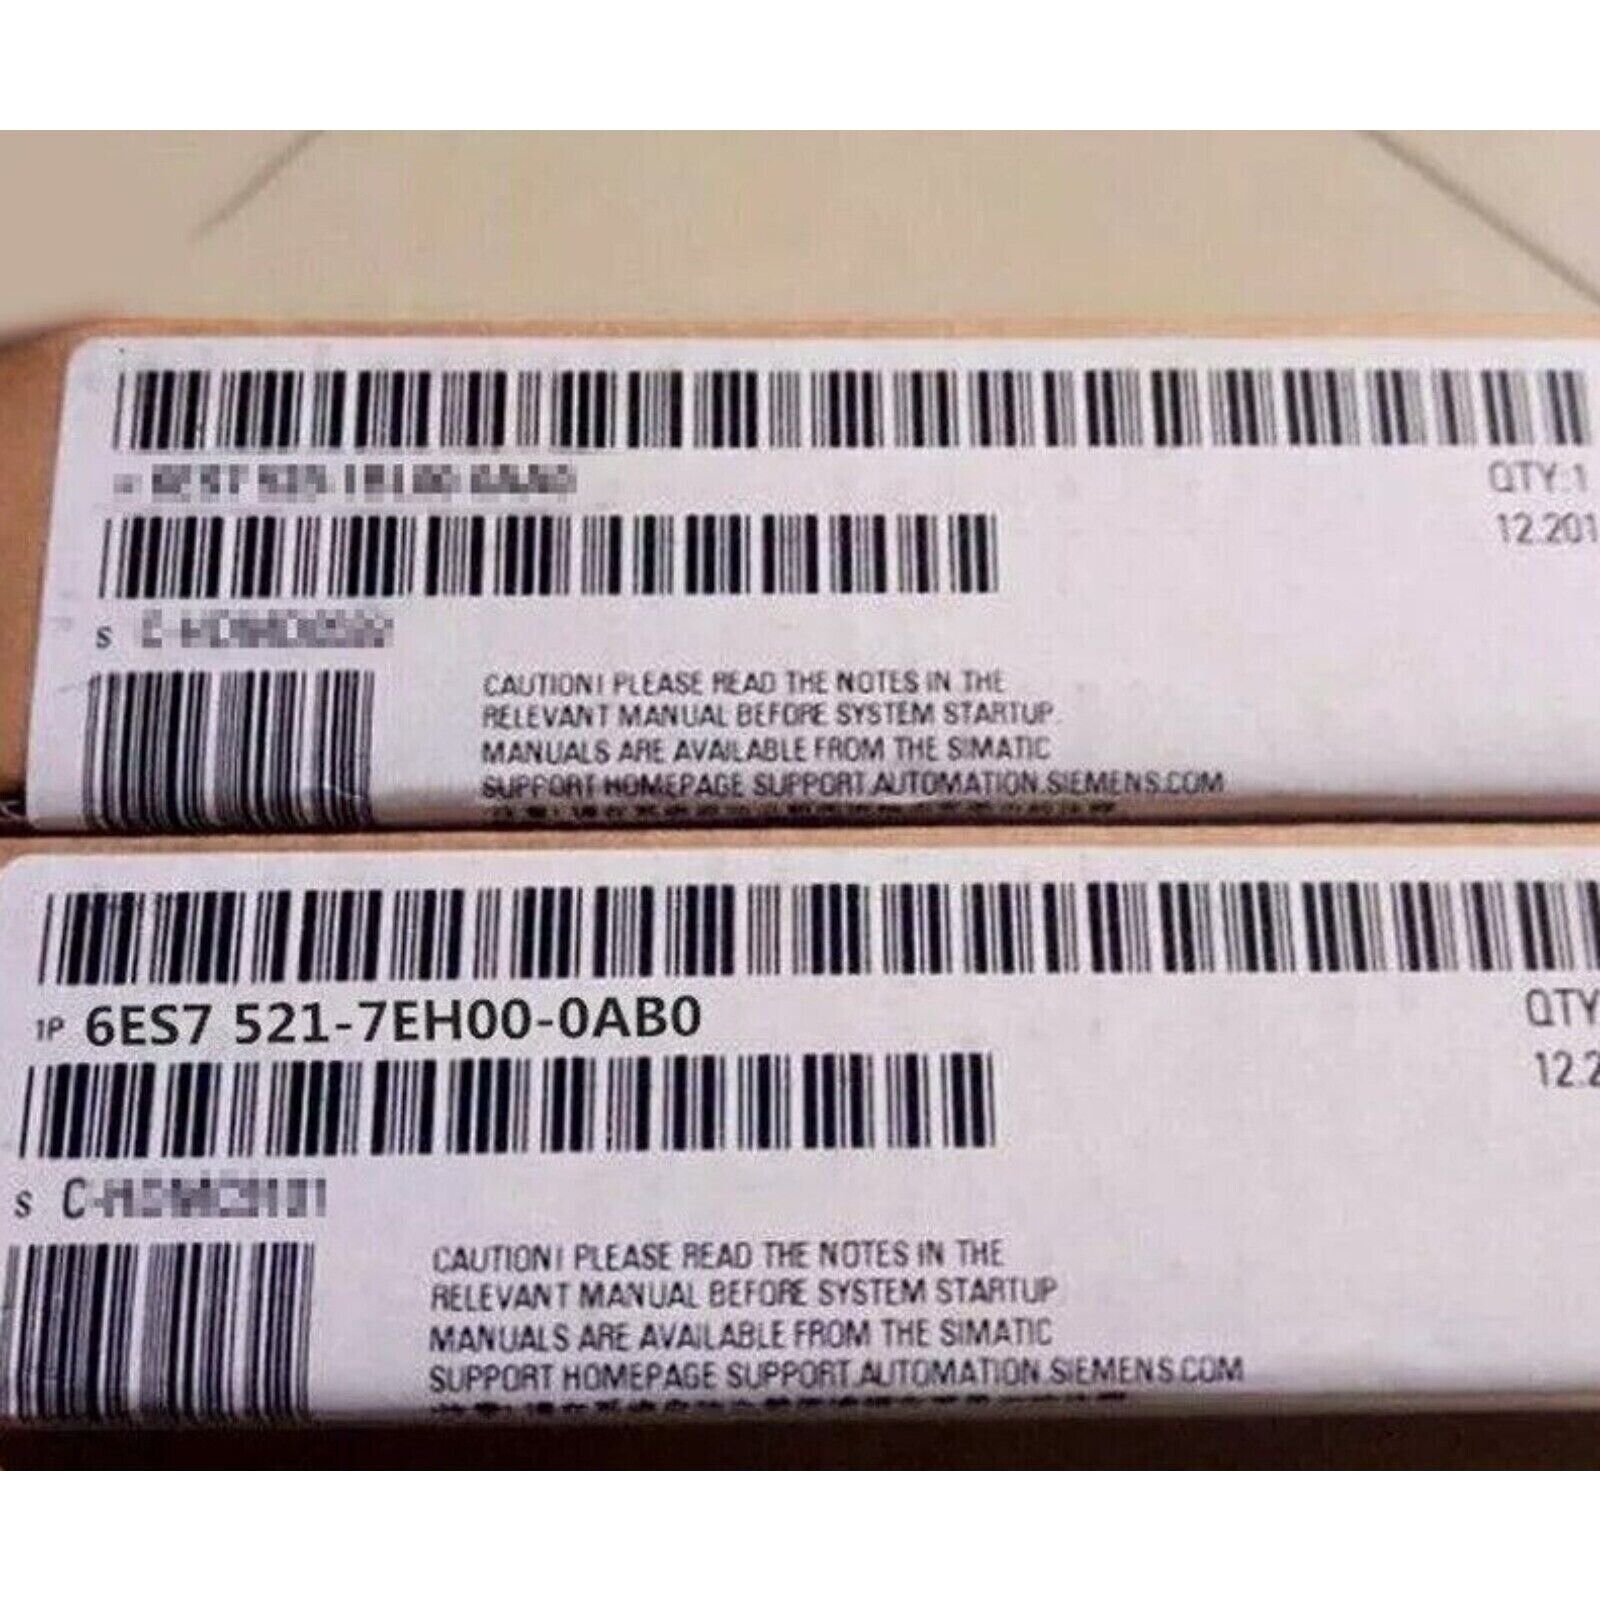 QTY:1
12.201
S
CAUTION! PLEASE READ THE NOTES IN THE
RELEVANT MANUAL BEFORE SYSTEM STARTUP.
MANUALS ARE AVAILABLE FROM THE SIMATIC
SUPPORT HOMEPAGE SUPPORT.AUTOMATION.SIEMENS.COM
1P 6ES7 521-7EH00-0AB0
QTY
12.2
S
CAUTION! PLEASE READ THE NOTES IN THE
RELEVANT MANUAL BEFORE SYSTEM STARTUP
MANUALS ARE AVAILABLE FROM THE SIMATIC
SUPPORT HOMEPAGE SUPPORT.AUTOMATION.SIEMENS.COM